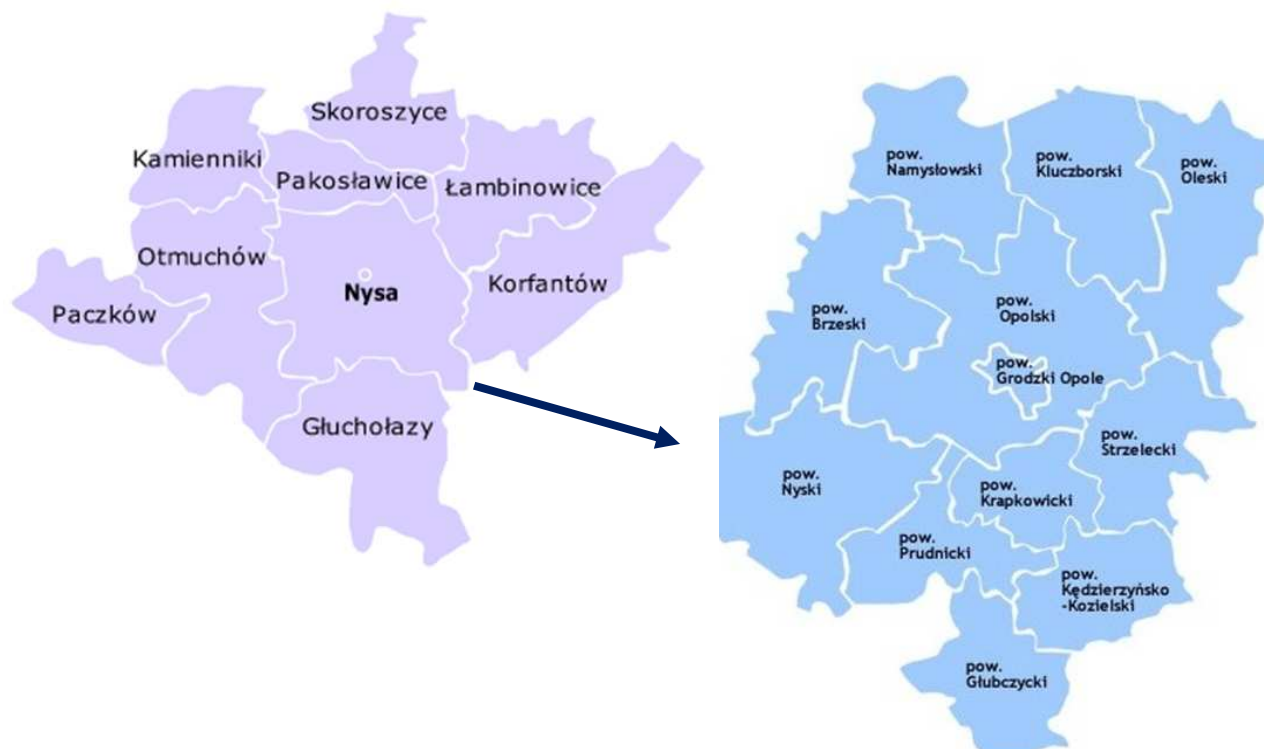 Skoroszyce
Kamienniki
Pakosławice
Łambinowice
Otmuchów
Nysa
Korfantów
Paczków
Głuchołazy
pow.
Namysłowski
pow.
Kluczborski
pow.
Oleski
pow.
Brzeski
pow.
Opolski
pow.
Grodzki Opole
pow.
Strzelecki
pow.
Nyski
pow.
Krapkowicki
pow.
Prudnicki
pow.
Kędzierzyńsko
-Kozielski
pow.
Głubczycki